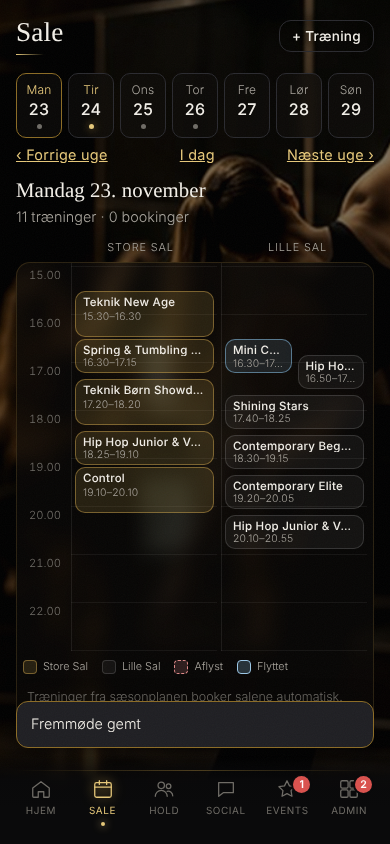 Sale
+ Træning
Man Tir Ons Tor Fre Lør Søn
23 24 25 26 27 28 29
‹ Forrige uge I dag Næste uge ›
Mandag 23. november
11 træninger · 0 bookinger
STORE SAL LILLE SAL
15.00
Teknik New Age
15.30–16.30
16.00
Spring & Tumbling ...
16.30–17.15
Mini C...
16.30–17...
Hip Ho...
16.50–17...
17.00
Teknik Børn Showd...
17.20–18.20
Shining Stars
17.40–18.25
18.00
Hip Hop Junior & V...
18.25–19.10
Contemporary Beg...
18.30–19.15
19.00
Control
19.10–20.10
Contemporary Elite
19.20–20.05
20.00
Hip Hop Junior & V...
20.10–20.55
21.00
22.00
Store Sal Lille Sal Aflyst Flyttet
Træninger fra sæsonplanen booker salene automatisk.
Fremmøde gemt
1 2
HJEM SALE HOLD SOCIAL EVENTS ADMIN